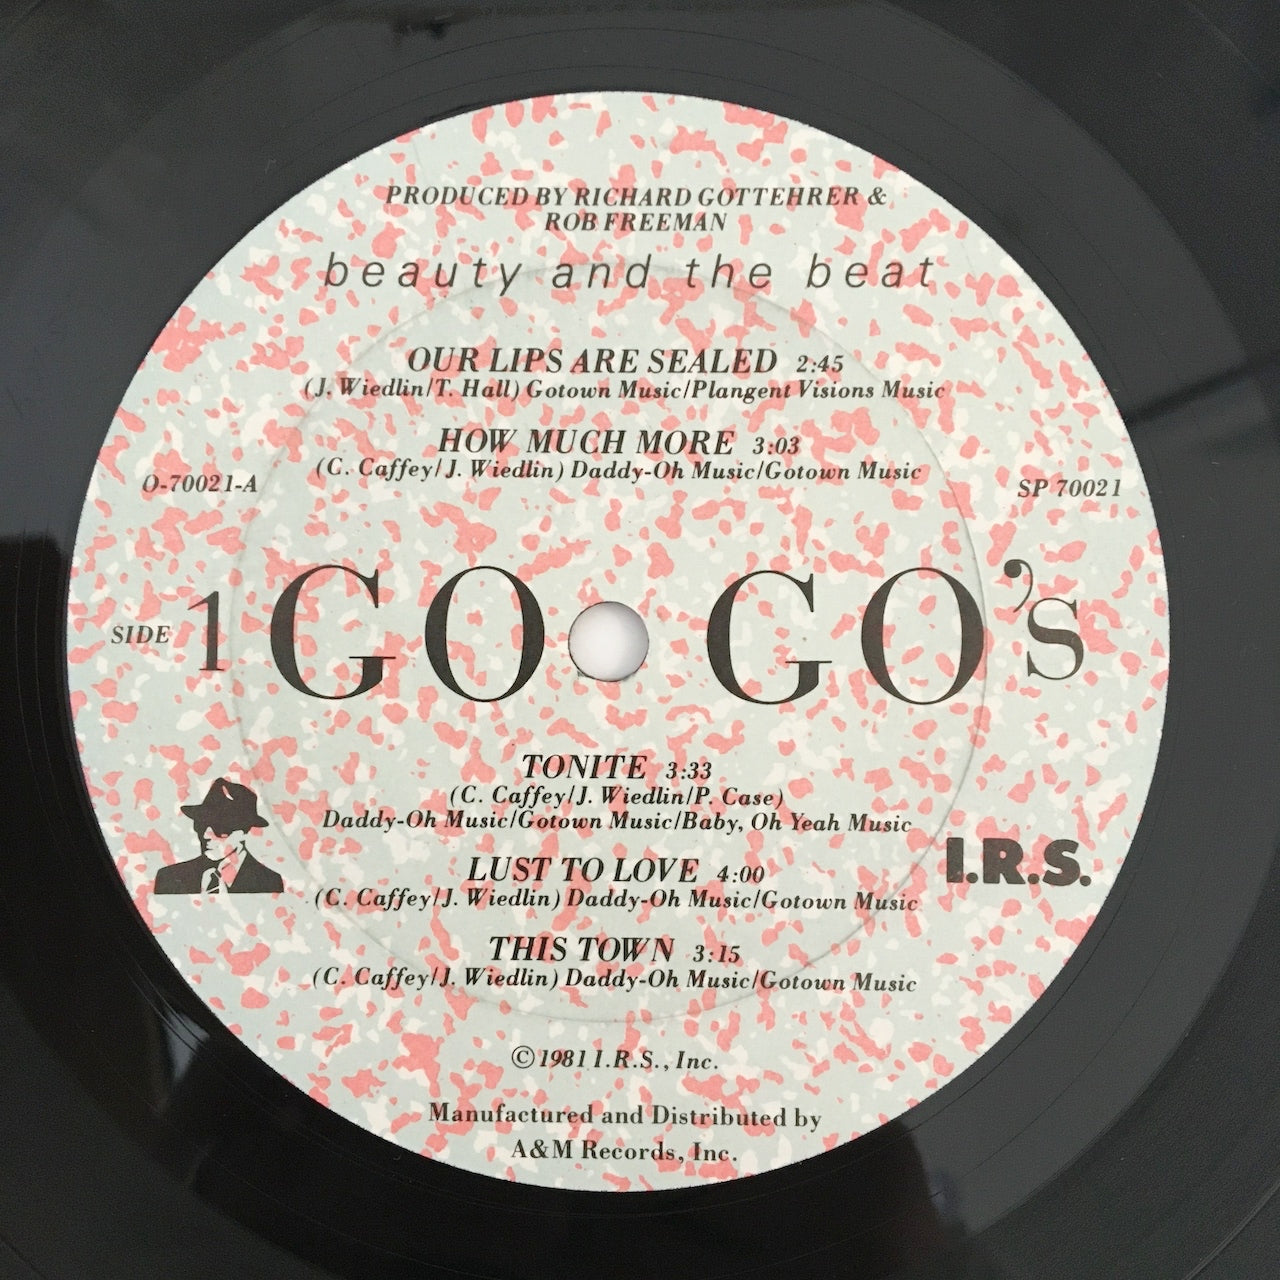 PRODUCED BY RICHARD GOTTEHRER &
ROB FREEMAN
beauty and the beat
OUR LIPS ARE SEALED 2:45
(J. Wiedlin/T. Hall) Gotown Music/Plangent Visions Music
HOW MUCH MORE 3:03
(C. Caffey/J. Wiedlin) Daddy-Oh Music/Gotown Music
O-70021-A
SP 70021
SIDE 1
GO GO's
TONITE 3:33
(C. Caffey/J. Wiedlin/P. Case)
Daddy-Oh Music/Gotown Music/Baby, Oh Yeah Music
LUST TO LOVE 4:00
(C. Caffey/J. Wiedlin) Daddy-Oh Music/Gotown Music
I.R.S.
THIS TOWN 3:15
(C. Caffey/J. Wiedlin) Daddy-Oh Music/Gotown Music
©1981 I.R.S., Inc.
Manufactured and Distributed by
A&M Records, Inc.